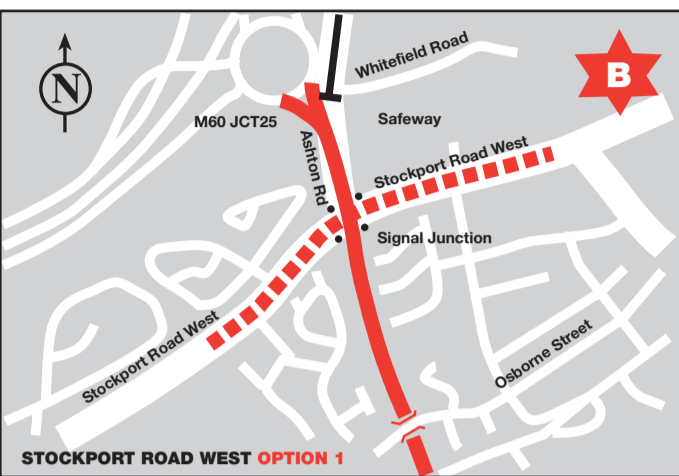 N
B
Whitefield Road
M60 JCT25
Safeway
Ashton Rd
Stockport Road West
Signal Junction
Stockport Road West
Osborne Street
STOCKPORT ROAD WEST OPTION 1